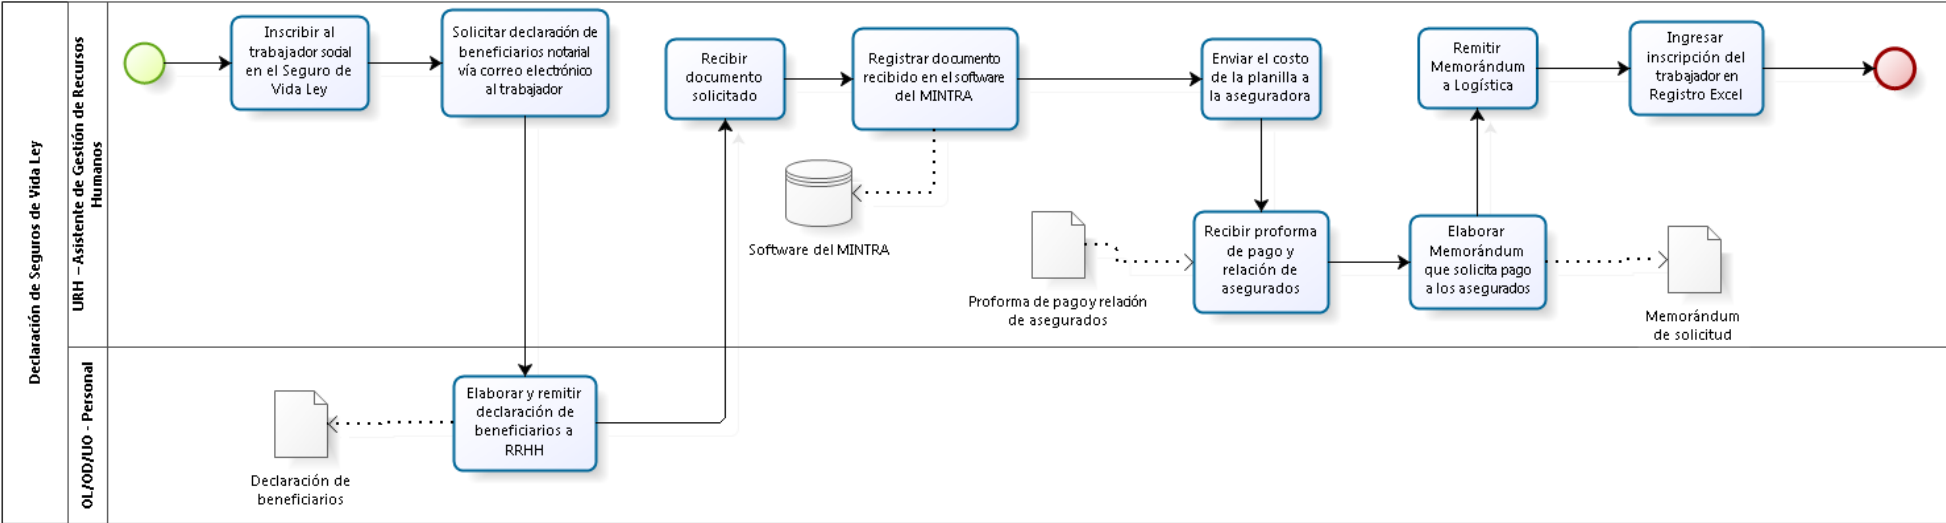 Declaración de Seguros de Vida Ley
URH – Asistente de Gestión de Recursos
Humanos
Inscribir al
trabajador social
en el Seguro de
Vida Ley
Solicitar declaración de
beneficiarios notarial
vía correo electrónico
al trabajador
Recibir
documento
solicitado
Registrar documento
recibido en el software
del MINTRA
Software del MINTRA
Enviar el costo
de la planilla a
la aseguradora
Recibir proforma
de pago y
relación de
asegurados
Proforma de pago y relación
de asegurados
Elaborar
Memorándum
que solicita pago
a los asegurados
Remitir
Memorándum
a Logística
Ingresar
inscripción del
trabajador en
Registro Excel
Memorándum
de solicitud
OL/OD/UO - Personal
Elaborar y remitir
declaración de
beneficiarios a
RRHH
Declaración de
beneficiarios